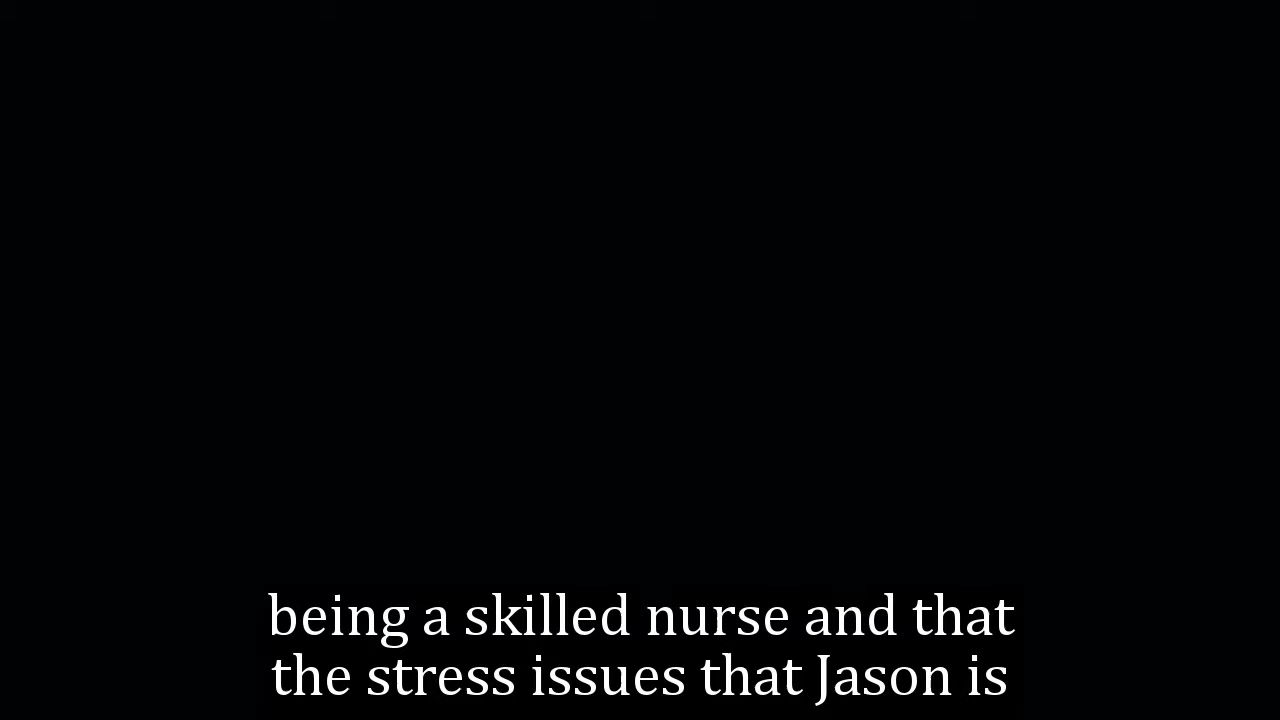 being a skilled nurse and that
the stress issues that Jason is